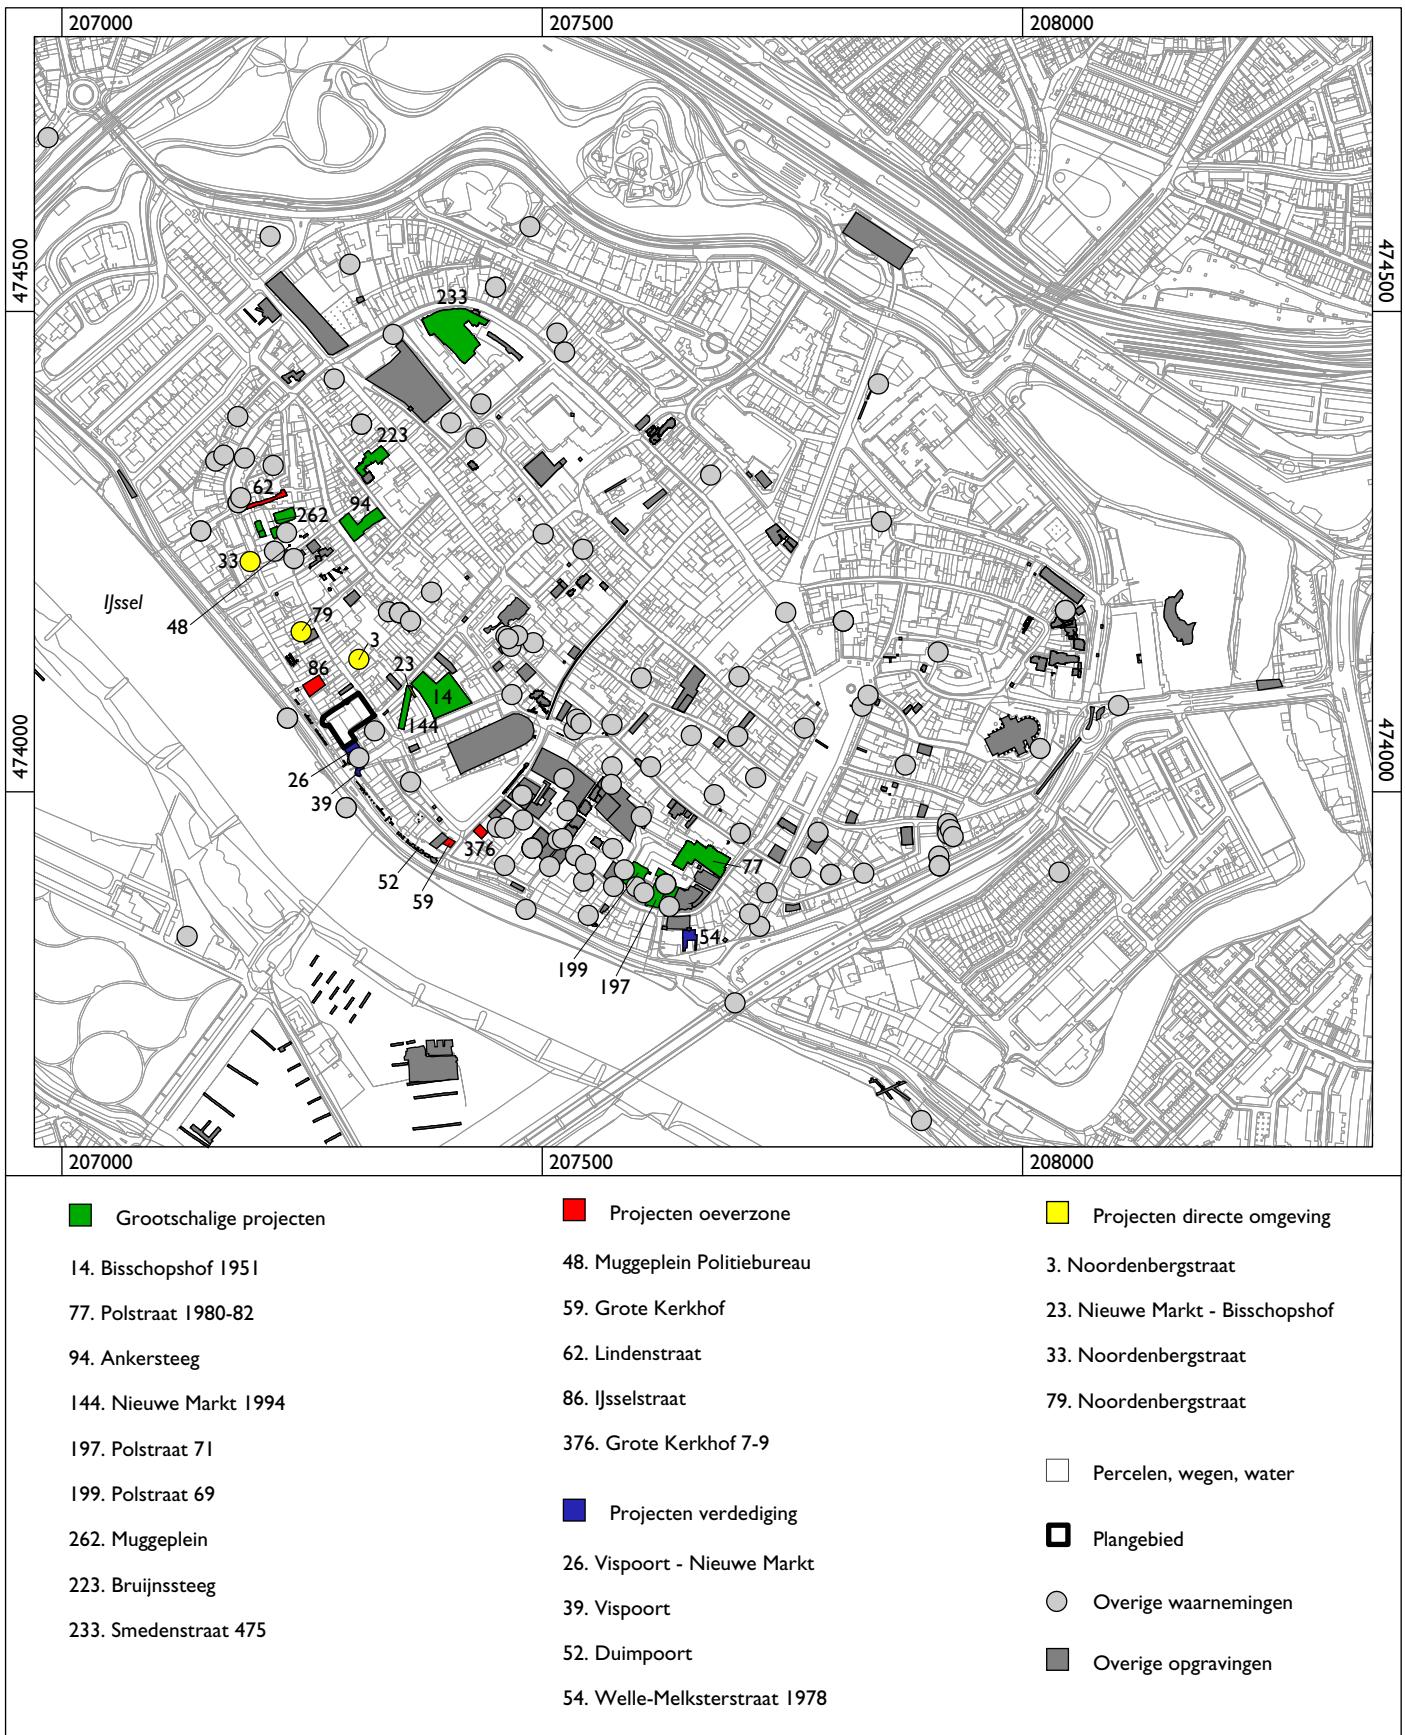 207000 207500 208000
474500 474500
233
223
62
94
262
33
IJssel
79
48
3
86
23
14
144
474000 474000
26
39
376
52
77
59
54
199
197
207000 207500 208000
Grootschalige projecten
14. Bisschopshof 1951
77. Polstraat 1980-82
94. Ankersteeg
144. Nieuwe Markt 1994
197. Polstraat 71
199. Polstraat 69
262. Muggeplein
223. Bruijnssteeg
233. Smedenstraat 475
Projecten oeverzone
48. Muggeplein Politiebureau
59. Grote Kerkhof
62. Lindenstraat
86. IJsselstraat
376. Grote Kerkhof 7-9
Projecten verdediging
26. Vispoort - Nieuwe Markt
39. Vispoort
52. Duimpoort
54. Welle-Melksterstraat 1978
Projecten directe omgeving
3. Noordenbergstraat
23. Nieuwe Markt - Bisschopshof
33. Noordenbergstraat
79. Noordenbergstraat
Percelen, wegen, water
Plangebied
Overige waarnemingen
Overige opgravingen